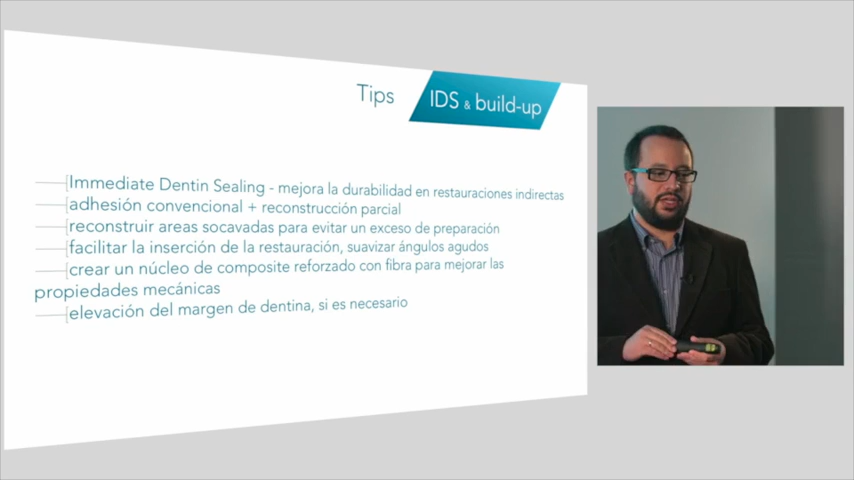 Tips IDS & build-up
Immediate Dentin Sealing - mejora la durabilidad en restauraciones indirectas
adhesión convencional + reconstrucción parcial
reconstruir areas socavadas para evitar un exceso de preparación
facilitar la inserción de la restauración, suavizar ángulos agudos
crear un núcleo de composite reforzado con fibra para mejorar las
propiedades mecánicas
elevación del margen de dentina, si es necesario